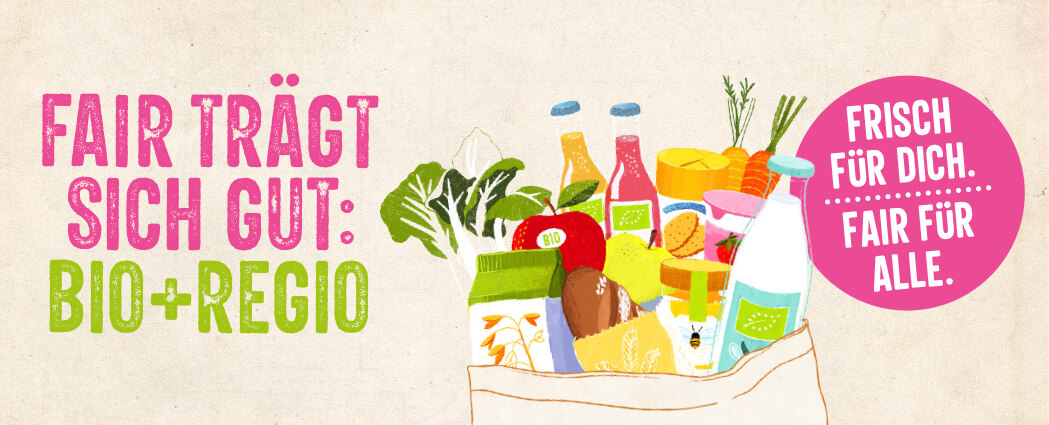 FAIR TRÄGT
SICH GUT:
BIO+REGIO
BIO
FRISCH
FÜR DICH.
FAIR FÜR
ALLE.